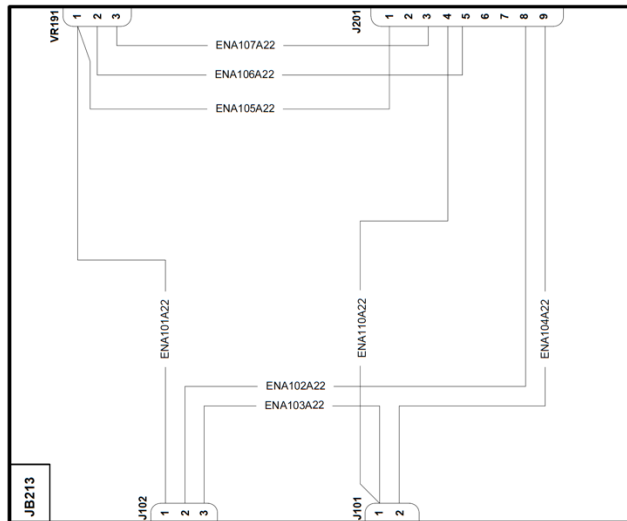 VR191
1
2
3
J201
1
2
3
4
5
6
7
8
9
ENA107A22
ENA106A22
ENA105A22
ENA101A22
ENA110A22
ENA104A22
ENA102A22
ENA103A22
JB213
J102
1
2
3
J101
1
2